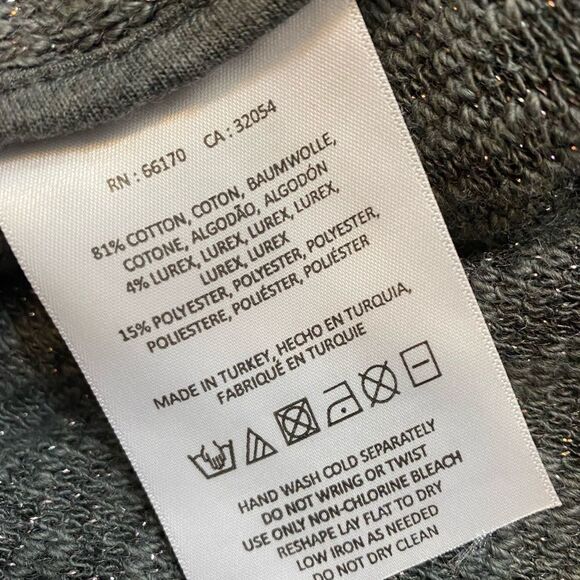 RN : 66170 CA : 32054
81% COTTON, COTON, BAUMWOLLE,
COTONE, ALGODÃO, ALGODÓN
4% LUREX, LUREX, LUREX, LUREX,
LUREX, LUREX
15% POLYESTER, POLYESTER, POLYESTER,
POLIESTERE, POLIÉSTER, POLIÉSTER
MADE IN TURKEY, HECHO EN TURQUIA,
FABRIQUÉ EN TURQUIE
HAND WASH COLD SEPARATELY
DO NOT WRING OR TWIST
USE ONLY NON-CHLORINE BLEACH
RESHAPE LAY FLAT TO DRY
LOW IRON AS NEEDED
DO NOT DRY CLEAN